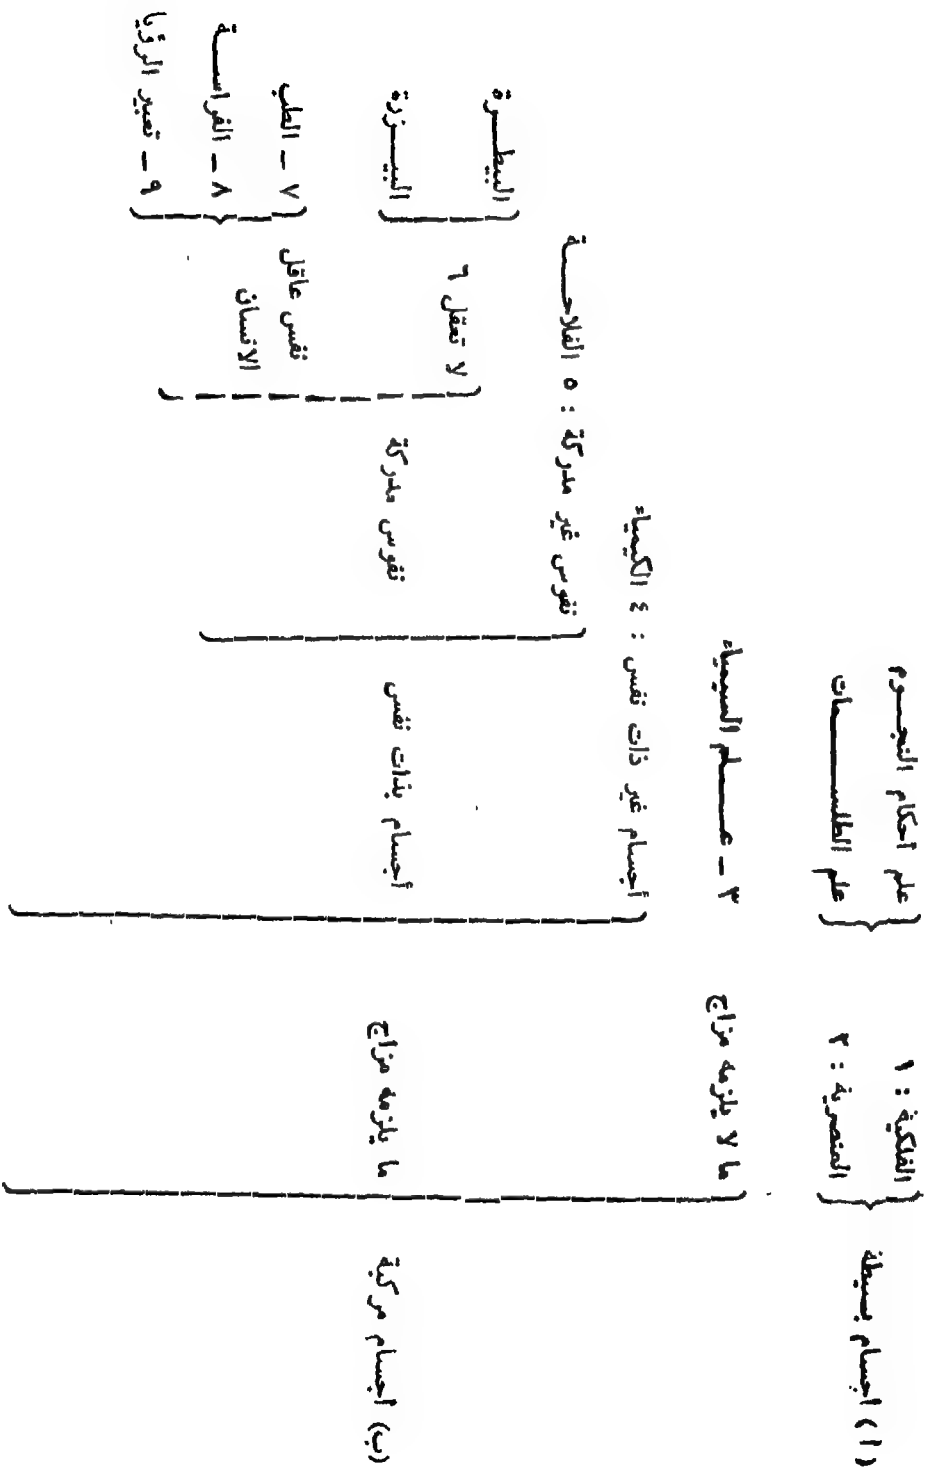 (أ) أجسام بسيطة
الفلكية : ١
علم أحكام النجوم
العنصرية : ٢
علم الطلسمات
(ب) أجسام مركبة
ما لا يلزمه مزاج
٣ ـ علم السيمياء
ما يلزمه مزاج
أجسام غير ذات نفس : ٤ الكيمياء
أجسام بذات نفس
نفوس غير مدركة : ٥ الفلاحة
نفوس مدركة
لا تعقل ٦
البيطرة
البيزرة
نفس عاقل
الانسان
٧ ـ الطب
٨ ـ الفراسة
٩ ـ تعبير الرؤيا